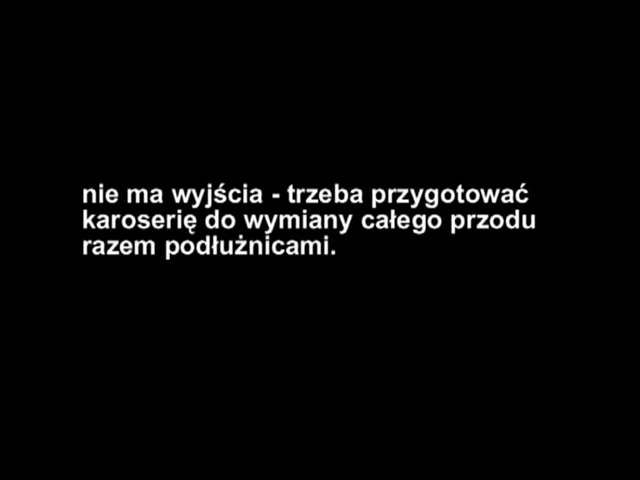 nie ma wyjścia - trzeba przygotować
karoserię do wymiany całego przodu
razem podłużnicami.